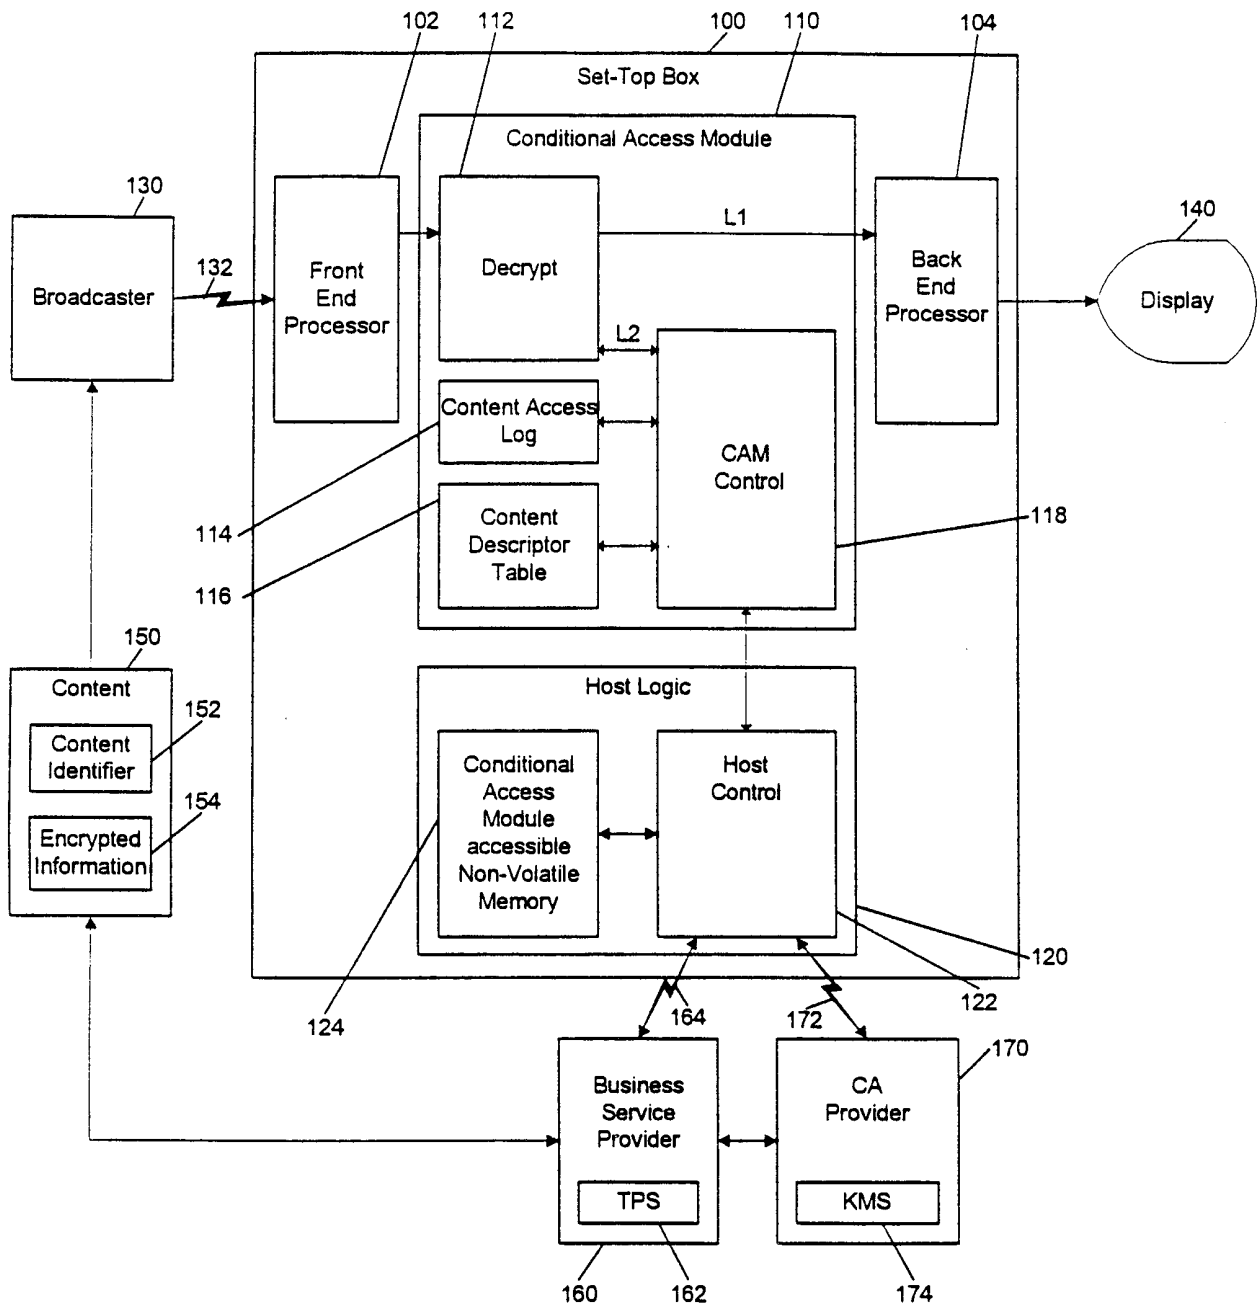 102
112
100
110
104
Set-Top Box
Conditional Access Module
130
140
132
Broadcaster
Front
End
Processor
Decrypt
L1
L2
Back
End
Processor
Display
Content Access
Log
CAM
Control
114
Content
Descriptor
Table
116
118
150
Content
152
Content
Identifier
154
Encrypted
Information
Host Logic
Conditional
Access
Module
accessible
Non-Volatile
Memory
Host
Control
124
164
172
122
120
170
Business
Service
Provider
CA
Provider
TPS
KMS
160
162
174